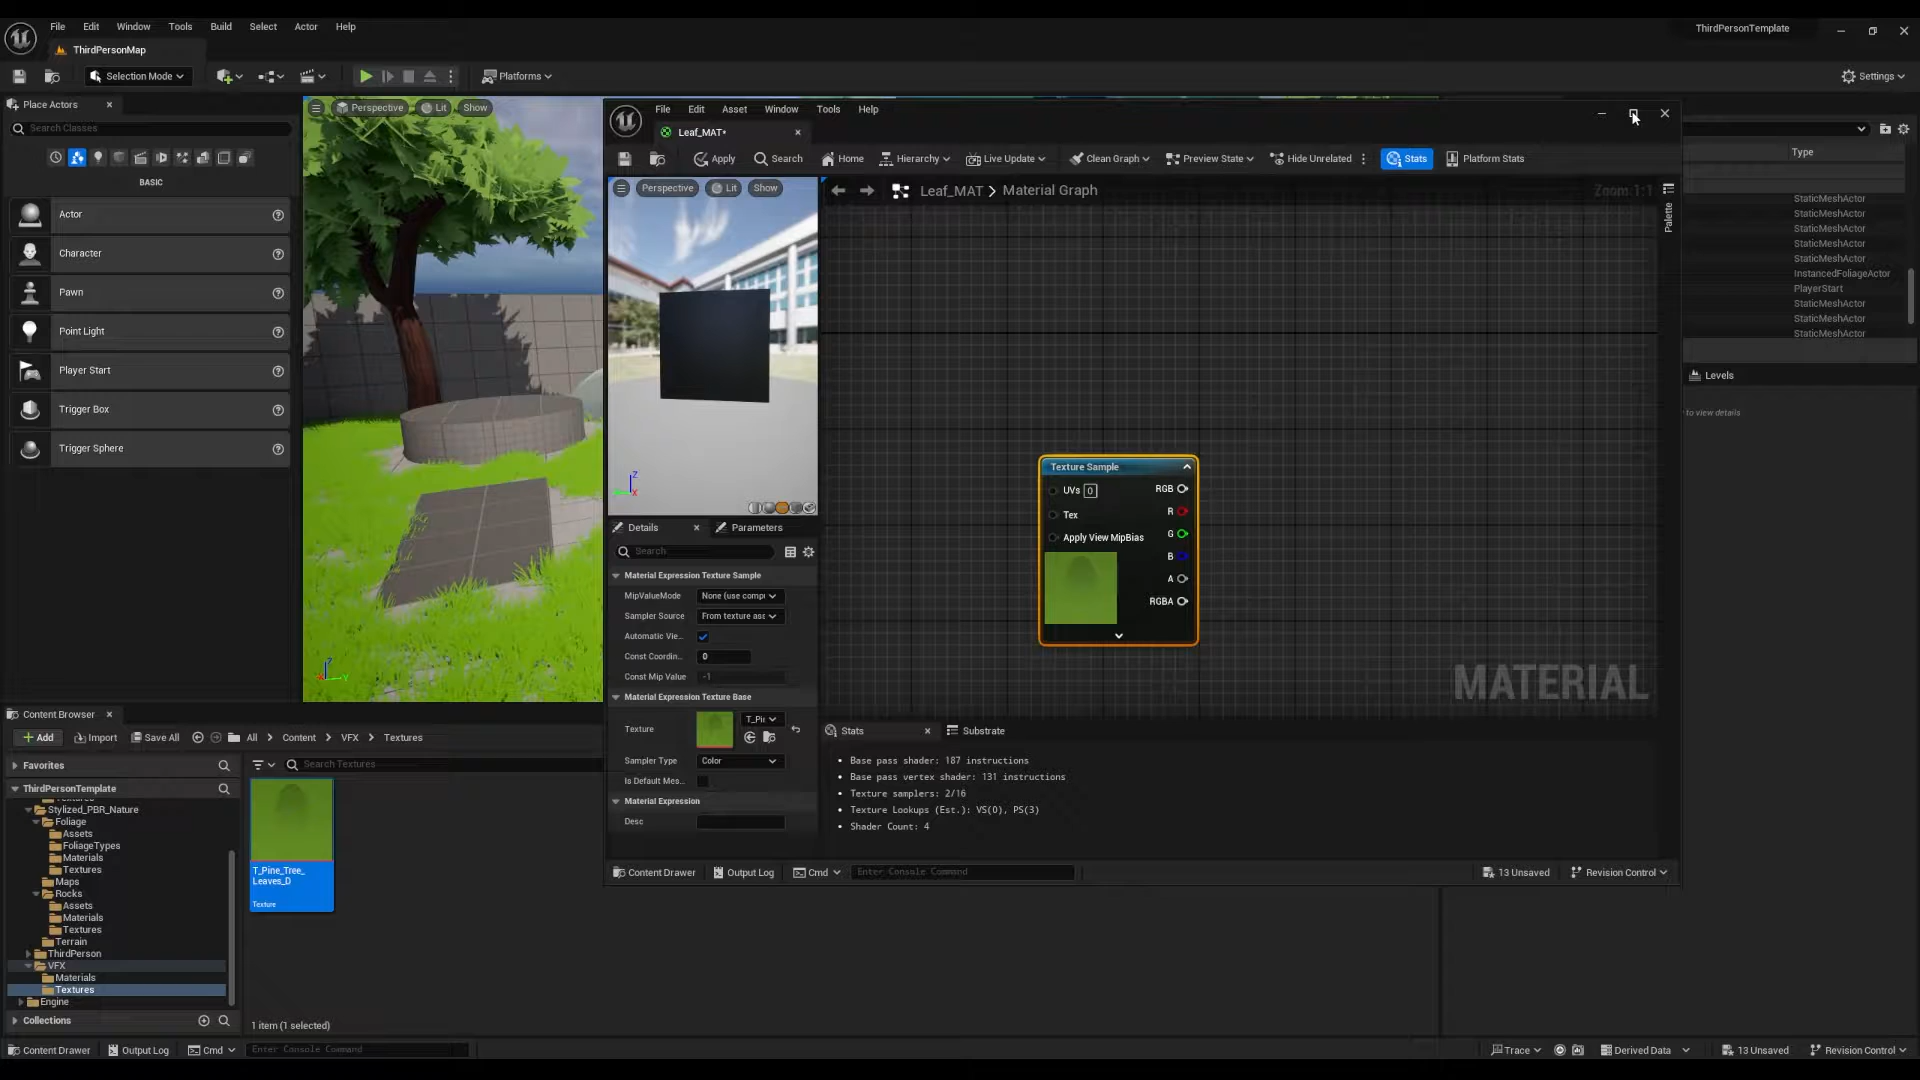 File Edit Window Tools Build Select Actor Help
ThirdPersonTemplate
ThirdPersonMap
Selection Mode
Platforms
Settings
Place Actors
Search Classes
BASIC
Actor
Character
Pawn
Point Light
Player Start
Trigger Box
Trigger Sphere
Perspective Lit Show
File Edit Asset Window Tools Help
Leaf_MAT*
Apply Search Home Hierarchy Live Update Clean Graph Preview State Hide Unrelated Stats Platform Stats
Perspective Lit Show
Leaf_MAT > Material Graph
Zoom 1:1
Palette
Texture Sample
UVs 0
RGB
Tex
R
Apply View MipBias
G
B
A
RGBA
MATERIAL
Details
Parameters
Search
Material Expression Texture Sample
MipValueMode None (use compu
Sampler Source From texture ass
Automatic Vie...
Const Coordin... 0
Const Mip Value -1
Material Expression Texture Base
Texture T_Pi
Sampler Type Color
Is Default Mes...
Material Expression
Desc
Stats
Substrate
• Base pass shader: 187 instructions
• Base pass vertex shader: 131 instructions
• Texture samplers: 2/16
• Texture Lookups (Est.): VS(0), PS(3)
• Shader Count: 4
Content Drawer Output Log Cmd Enter Console Command
13 Unsaved Revision Control
Type
StaticMeshActor
StaticMeshActor
StaticMeshActor
StaticMeshActor
StaticMeshActor
InstancedFoliageActor
PlayerStart
StaticMeshActor
StaticMeshActor
StaticMeshActor
Levels
to view details
Content Browser
Add Import Save All All > Content > VFX > Textures
Favorites
Search Textures
ThirdPersonTemplate
Textures
Stylized_PBR_Nature
Foliage
Assets
FoliageTypes
Materials
Textures
Maps
Rocks
Assets
Materials
Textures
Terrain
ThirdPerson
VFX
Materials
Textures
Engine
Collections
T_Pine_Tree_
Leaves_D
Texture
1 item (1 selected)
Content Drawer Output Log Cmd Enter Console Command
Trace Derived Data 13 Unsaved Revision Control